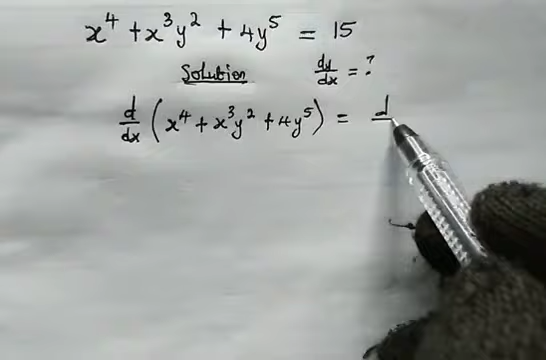 x⁴ + x³y² + 4y⁵ = 15
Solution dy/dx = ?
d/dx (x⁴ + x³y² + 4y⁵) = d